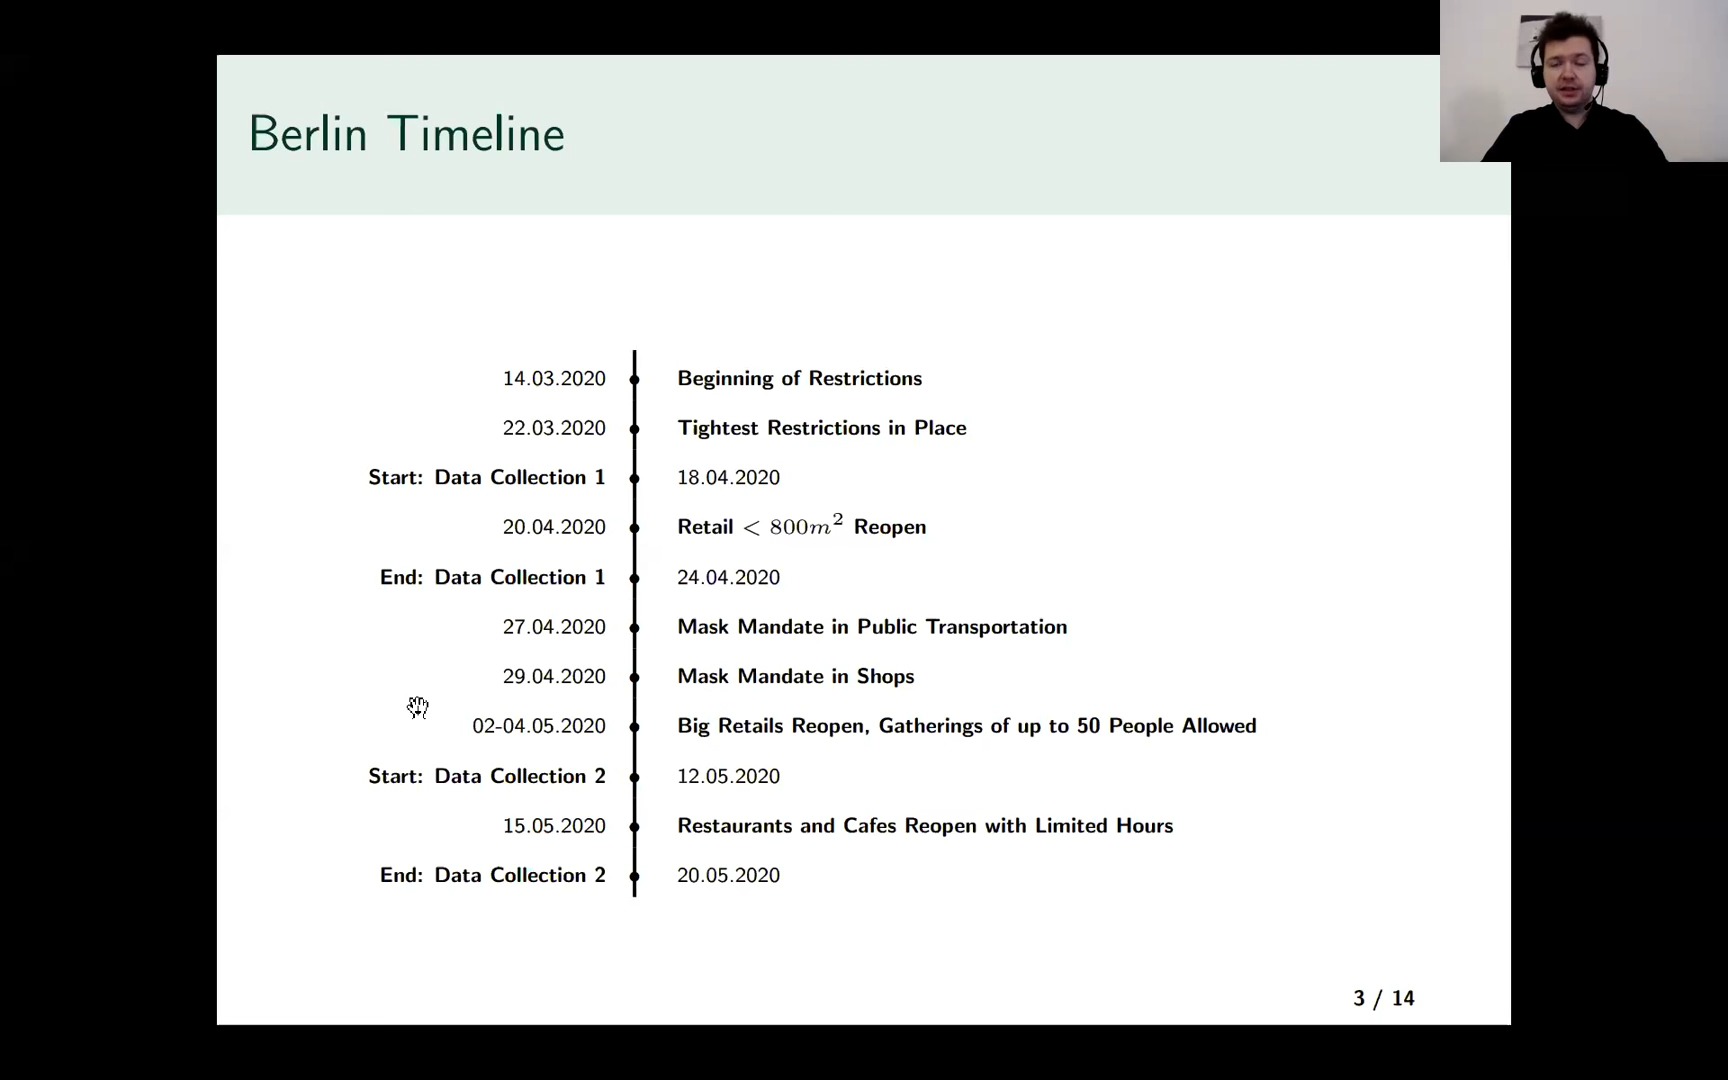 Berlin Timeline
14.03.2020 Beginning of Restrictions
22.03.2020 Tightest Restrictions in Place
Start: Data Collection 1 18.04.2020
20.04.2020 Retail < 800m² Reopen
End: Data Collection 1 24.04.2020
27.04.2020 Mask Mandate in Public Transportation
29.04.2020 Mask Mandate in Shops
02-04.05.2020 Big Retails Reopen, Gatherings of up to 50 People Allowed
Start: Data Collection 2 12.05.2020
15.05.2020 Restaurants and Cafes Reopen with Limited Hours
End: Data Collection 2 20.05.2020
3 / 14